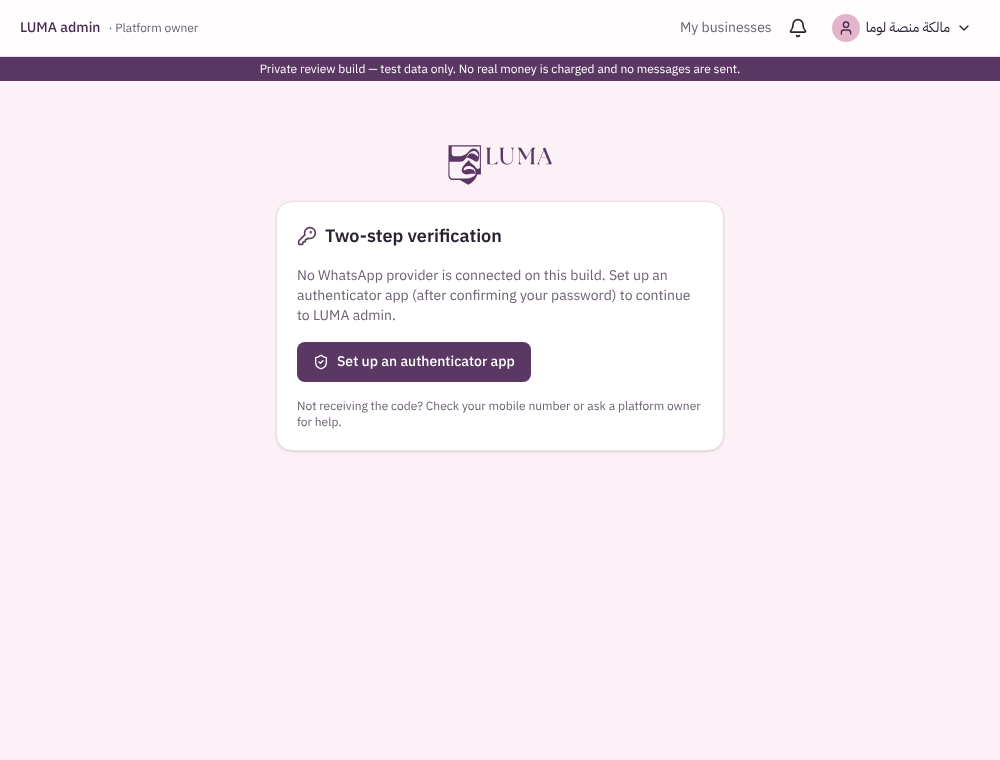 LUMA admin · Platform owner
My businesses
مالكة منصة لوما
Private review build — test data only. No real money is charged and no messages are sent.
LUMA
Two-step verification
No WhatsApp provider is connected on this build. Set up an
authenticator app (after confirming your password) to continue
to LUMA admin.
Set up an authenticator app
Not receiving the code? Check your mobile number or ask a platform owner
for help.